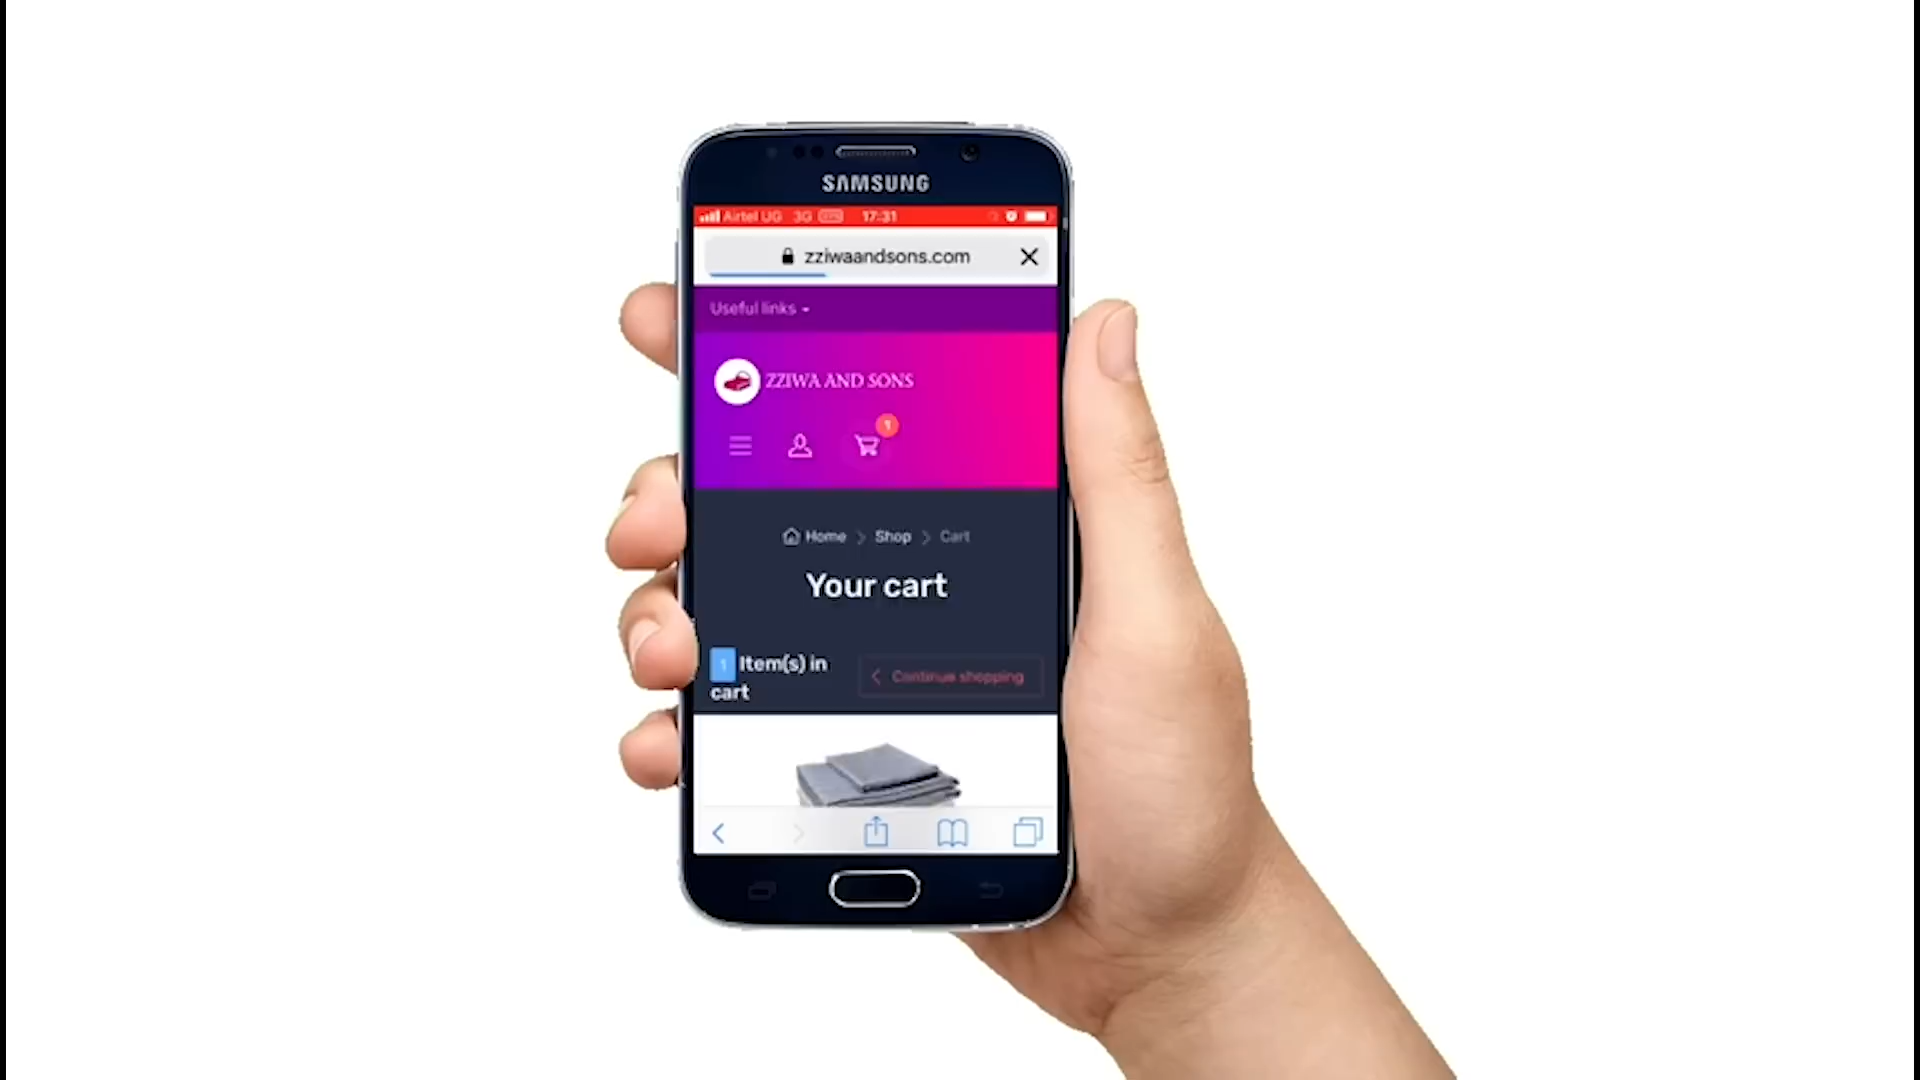 SAMSUNG
Airtel UG 3G 17:31
zziwaandsons.com
Useful links
ZZIWA AND SONS
1
Home Shop Cart
Your cart
1 Item(s) in
cart
Continue shopping